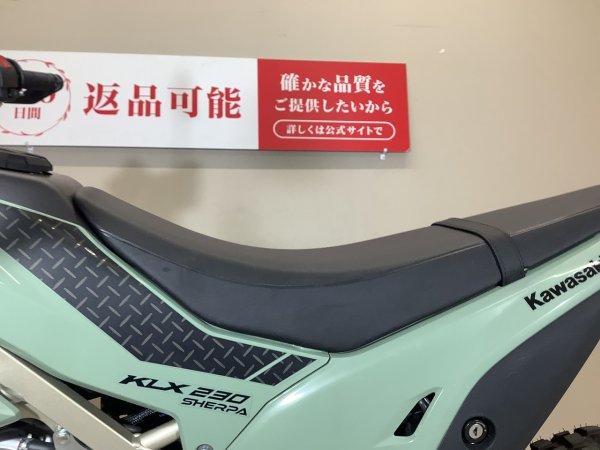 日間
返品可能
確かな品質を
ご提供したいから
詳しくは公式サイトで
Kawasaki
KLX 230
SHERPA